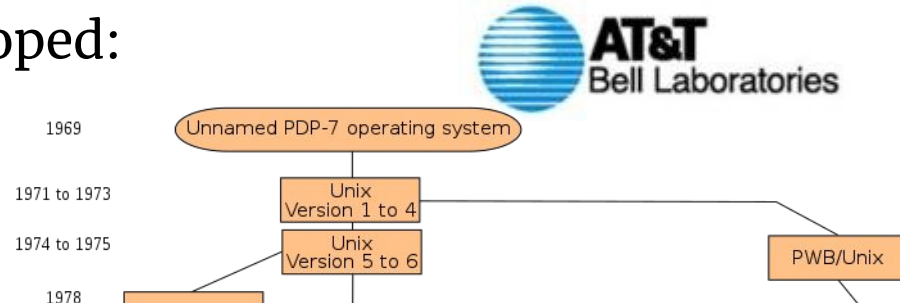 oped:
AT&T
Bell Laboratories
1969
Unnamed PDP-7 operating system
1971 to 1973
Unix
Version 1 to 4
1974 to 1975
Unix
Version 5 to 6
PWB/Unix
1978